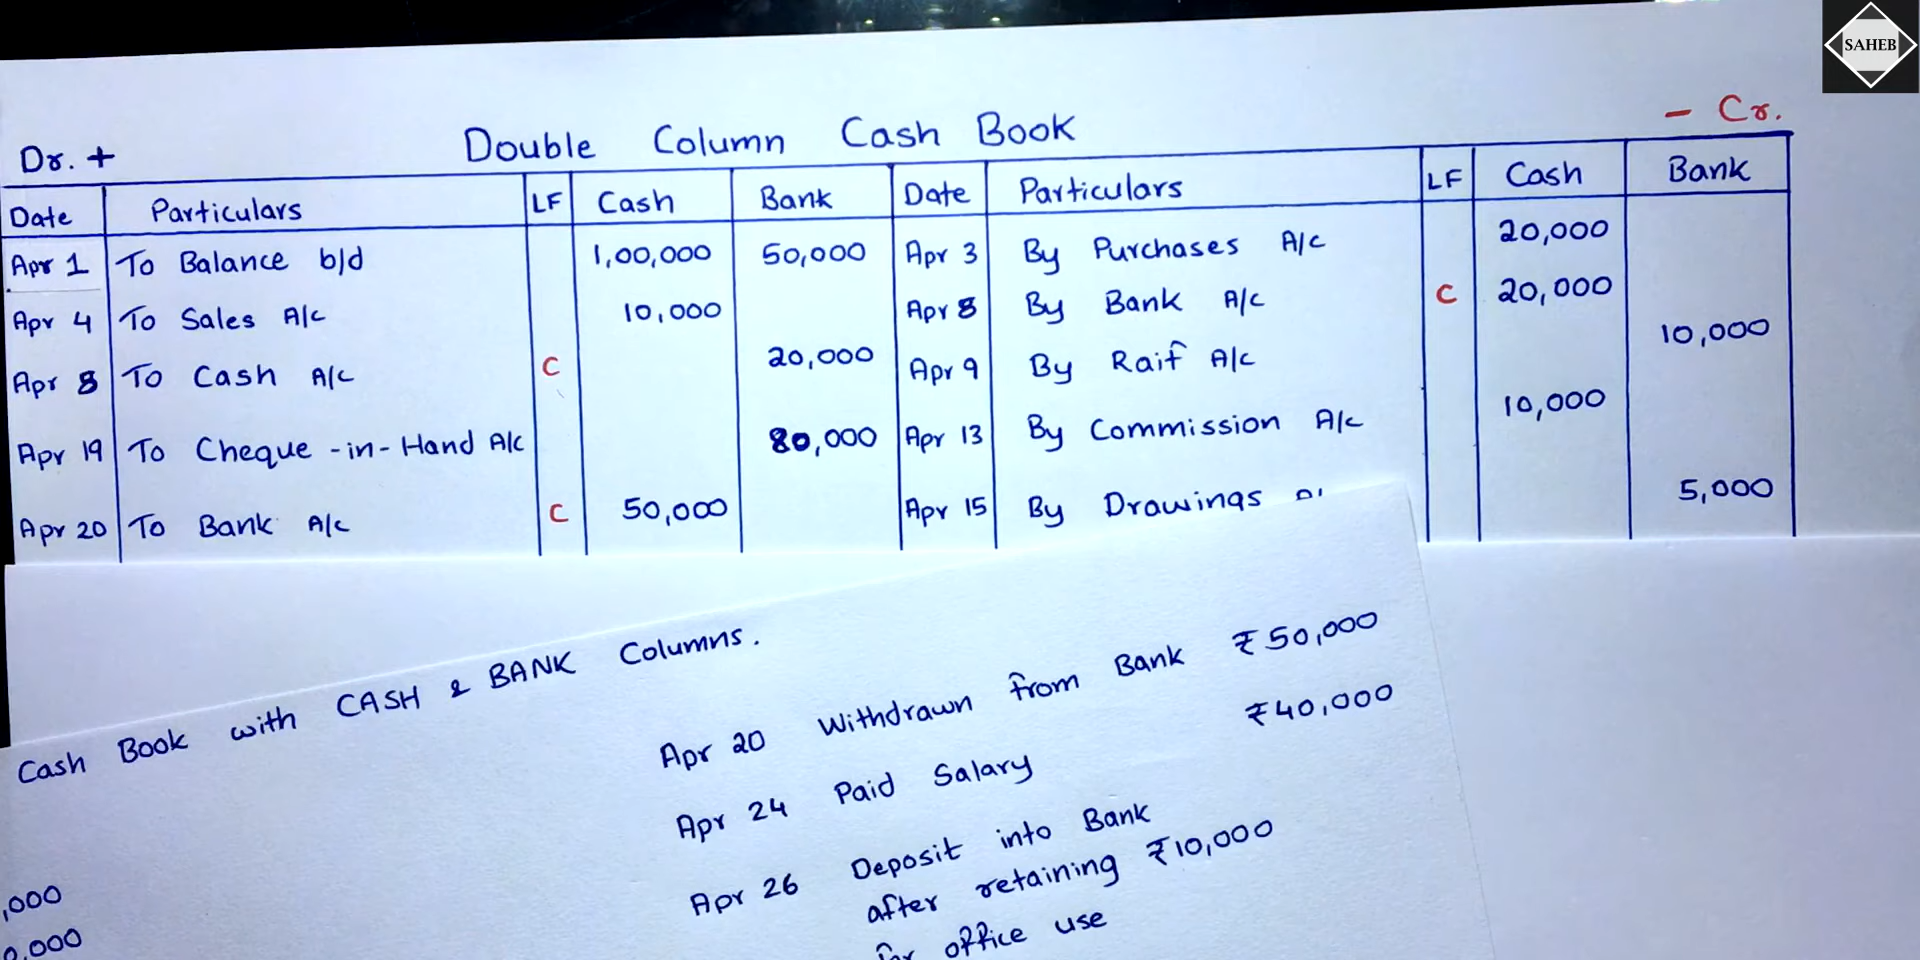 SAHEB
Dr. + Double Column Cash Book - Cr.
Date Particulars LF Cash Bank Date Particulars LF Cash Bank
Apr 1 To Balance b/d 1,00,000 50,000 Apr 3 By Purchases A/c 20,000
Apr 4 To Sales A/c 10,000 Apr 8 By Bank A/c C 20,000
Apr 8 To Cash A/c C 20,000 Apr 9 By Raif A/c 10,000
Apr 19 To Cheque-in-Hand A/c 80,000 Apr 13 By Commission A/c 10,000
Apr 20 To Bank A/c C 50,000 Apr 15 By Drawings 5,000
Cash Book with CASH & BANK Columns.
Apr 20 Withdrawn from Bank ₹50,000
Apr 24 Paid Salary ₹40,000
Apr 26 Deposit into Bank
after retaining ₹10,000
for office use
,000
0,000